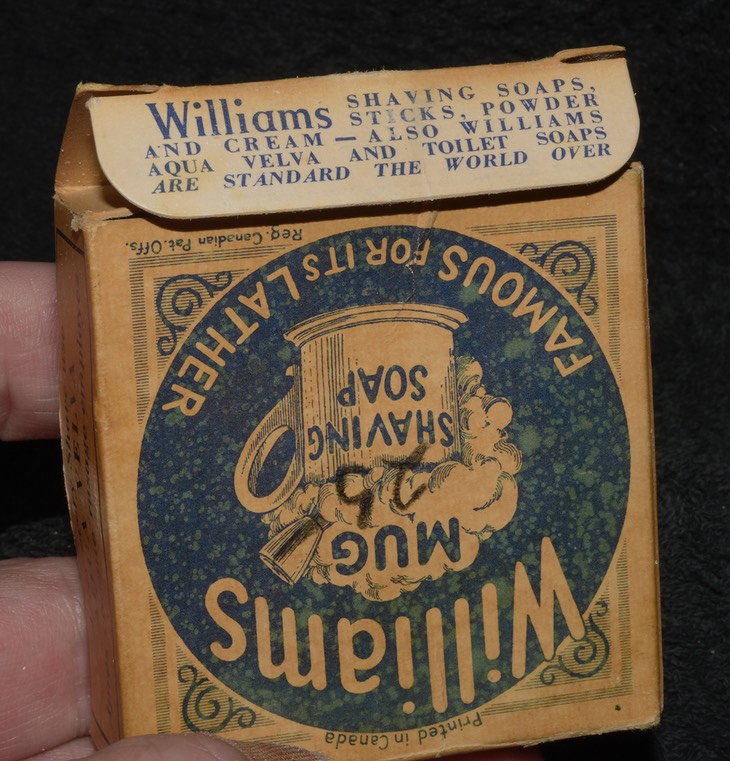 Williams SHAVING SOAPS,
STICKS, POWDER
AND CREAM — ALSO WILLIAMS
AQUA VELVA AND TOILET SOAPS
ARE STANDARD THE WORLD OVER
Printed in Canada
Williams
MUG
SHAVING
SOAP
FAMOUS FOR ITS LATHER
Reg. Canadian Pat. Offs.